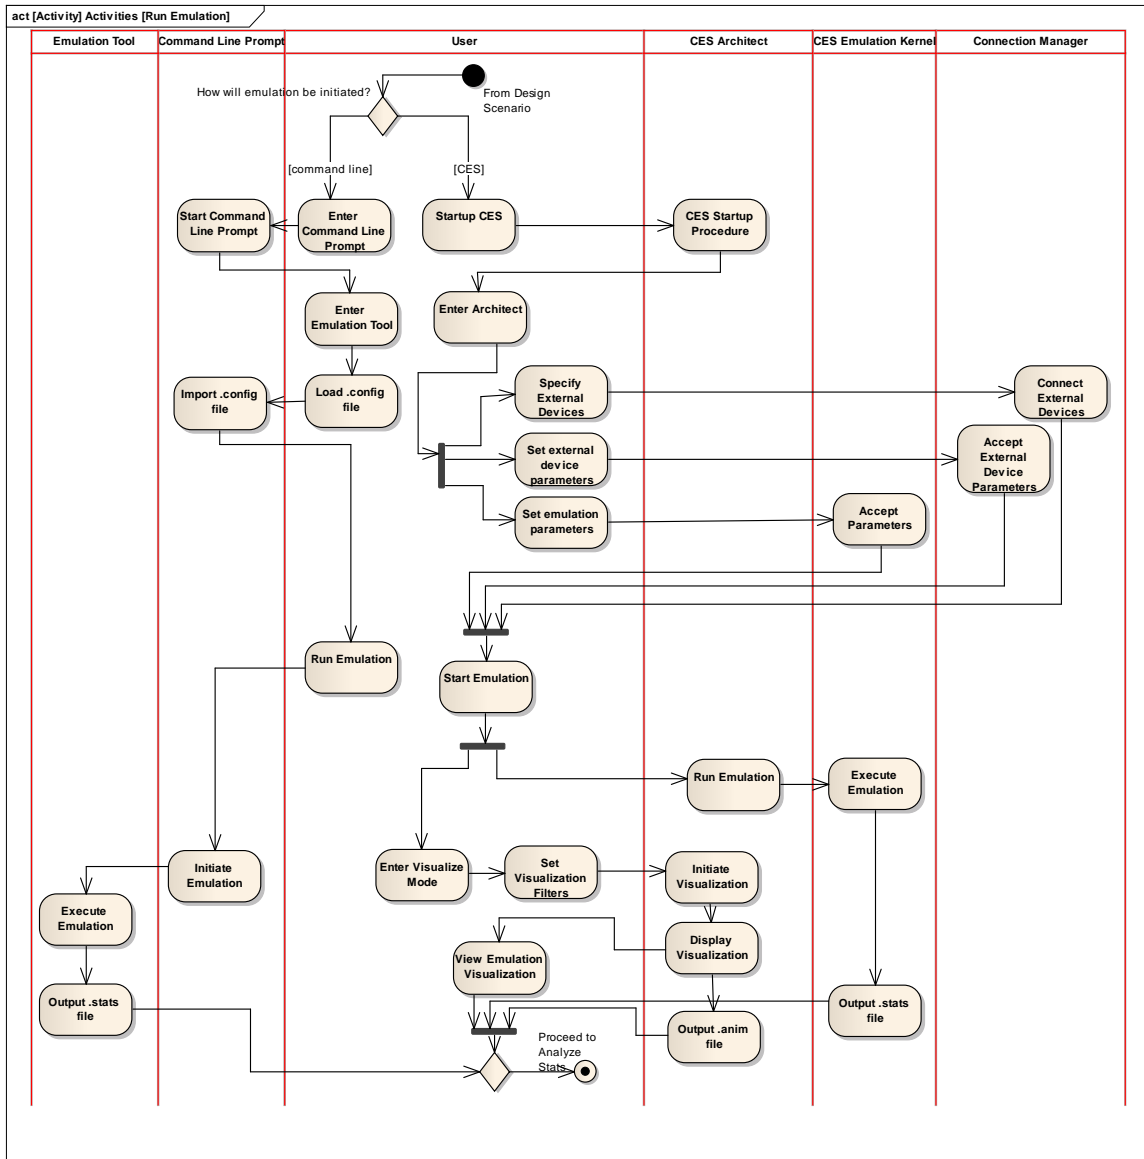 act [Activity] Activities [Run Emulation]
Emulation Tool
Command Line Prompt
User
CES Architect
CES Emulation Kernel
Connection Manager
How will emulation be initiated?
From Design
Scenario
[command line]
[CES]
Start Command
Line Prompt
Enter
Command Line
Prompt
Startup CES
CES Startup
Procedure
Enter
Emulation Tool
Enter Architect
Import .config
file
Load .config
file
Specify
External
Devices
Connect
External
Devices
Set external
device
parameters
Accept
External
Device
Parameters
Set emulation
parameters
Accept
Parameters
Run Emulation
Start Emulation
Run Emulation
Execute
Emulation
Initiate
Emulation
Enter Visualize
Mode
Set
Visualization
Filters
Initiate
Visualization
Execute
Emulation
Display
Visualization
View Emulation
Visualization
Output .stats
file
Output .stats
file
Output .anim
file
Proceed to
Analyze
Stats